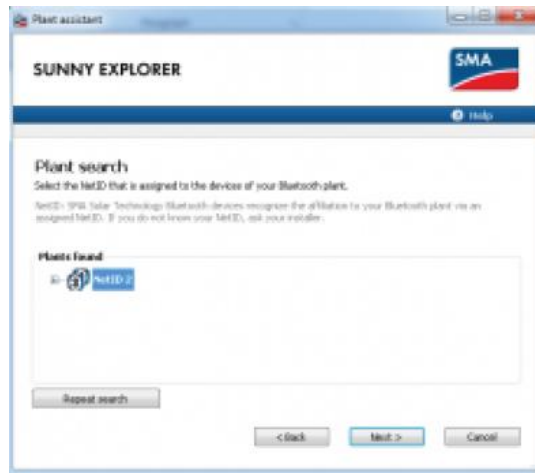 Plant assistant
SUNNY EXPLORER
SMA
Help
Plant search
Select the NetID that is assigned to the devices of your Bluetooth plant.
NetID: SMA Solar Technology Bluetooth devices recognize the affiliation to your Bluetooth plant via an
assigned NetID. If you do not know your NetID, ask your installer.
Plants found
NetID 2
Repeat search
< Back
Next >
Cancel